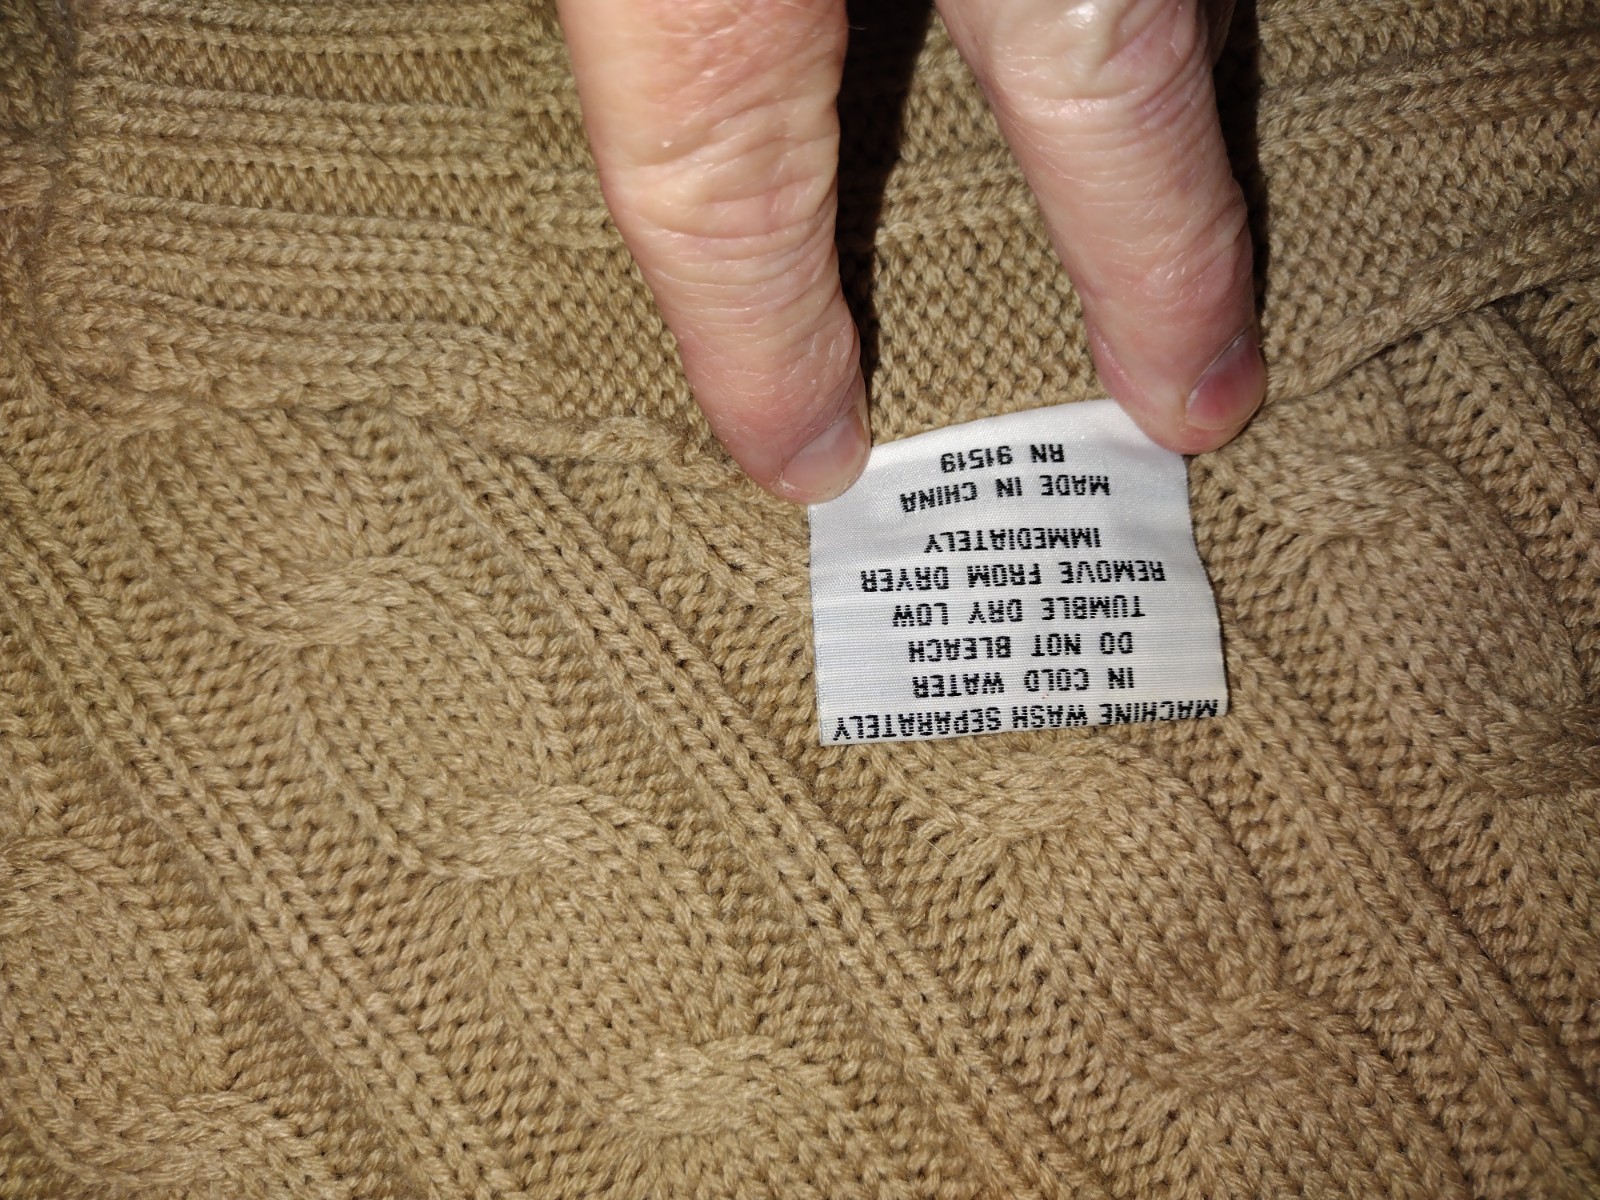 MACHINE WASH SEPARATELY
IN COLD WATER
DO NOT BLEACH
TUMBLE DRY LOW
REMOVE FROM DRYER
IMMEDIATELY
MADE IN CHINA
RN 91519